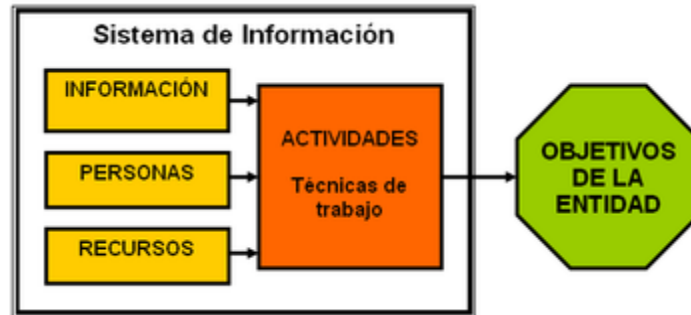 Sistema de Información
INFORMACIÓN
PERSONAS
RECURSOS
ACTIVIDADES
Técnicas de
trabajo
OBJETIVOS
DE LA
ENTIDAD